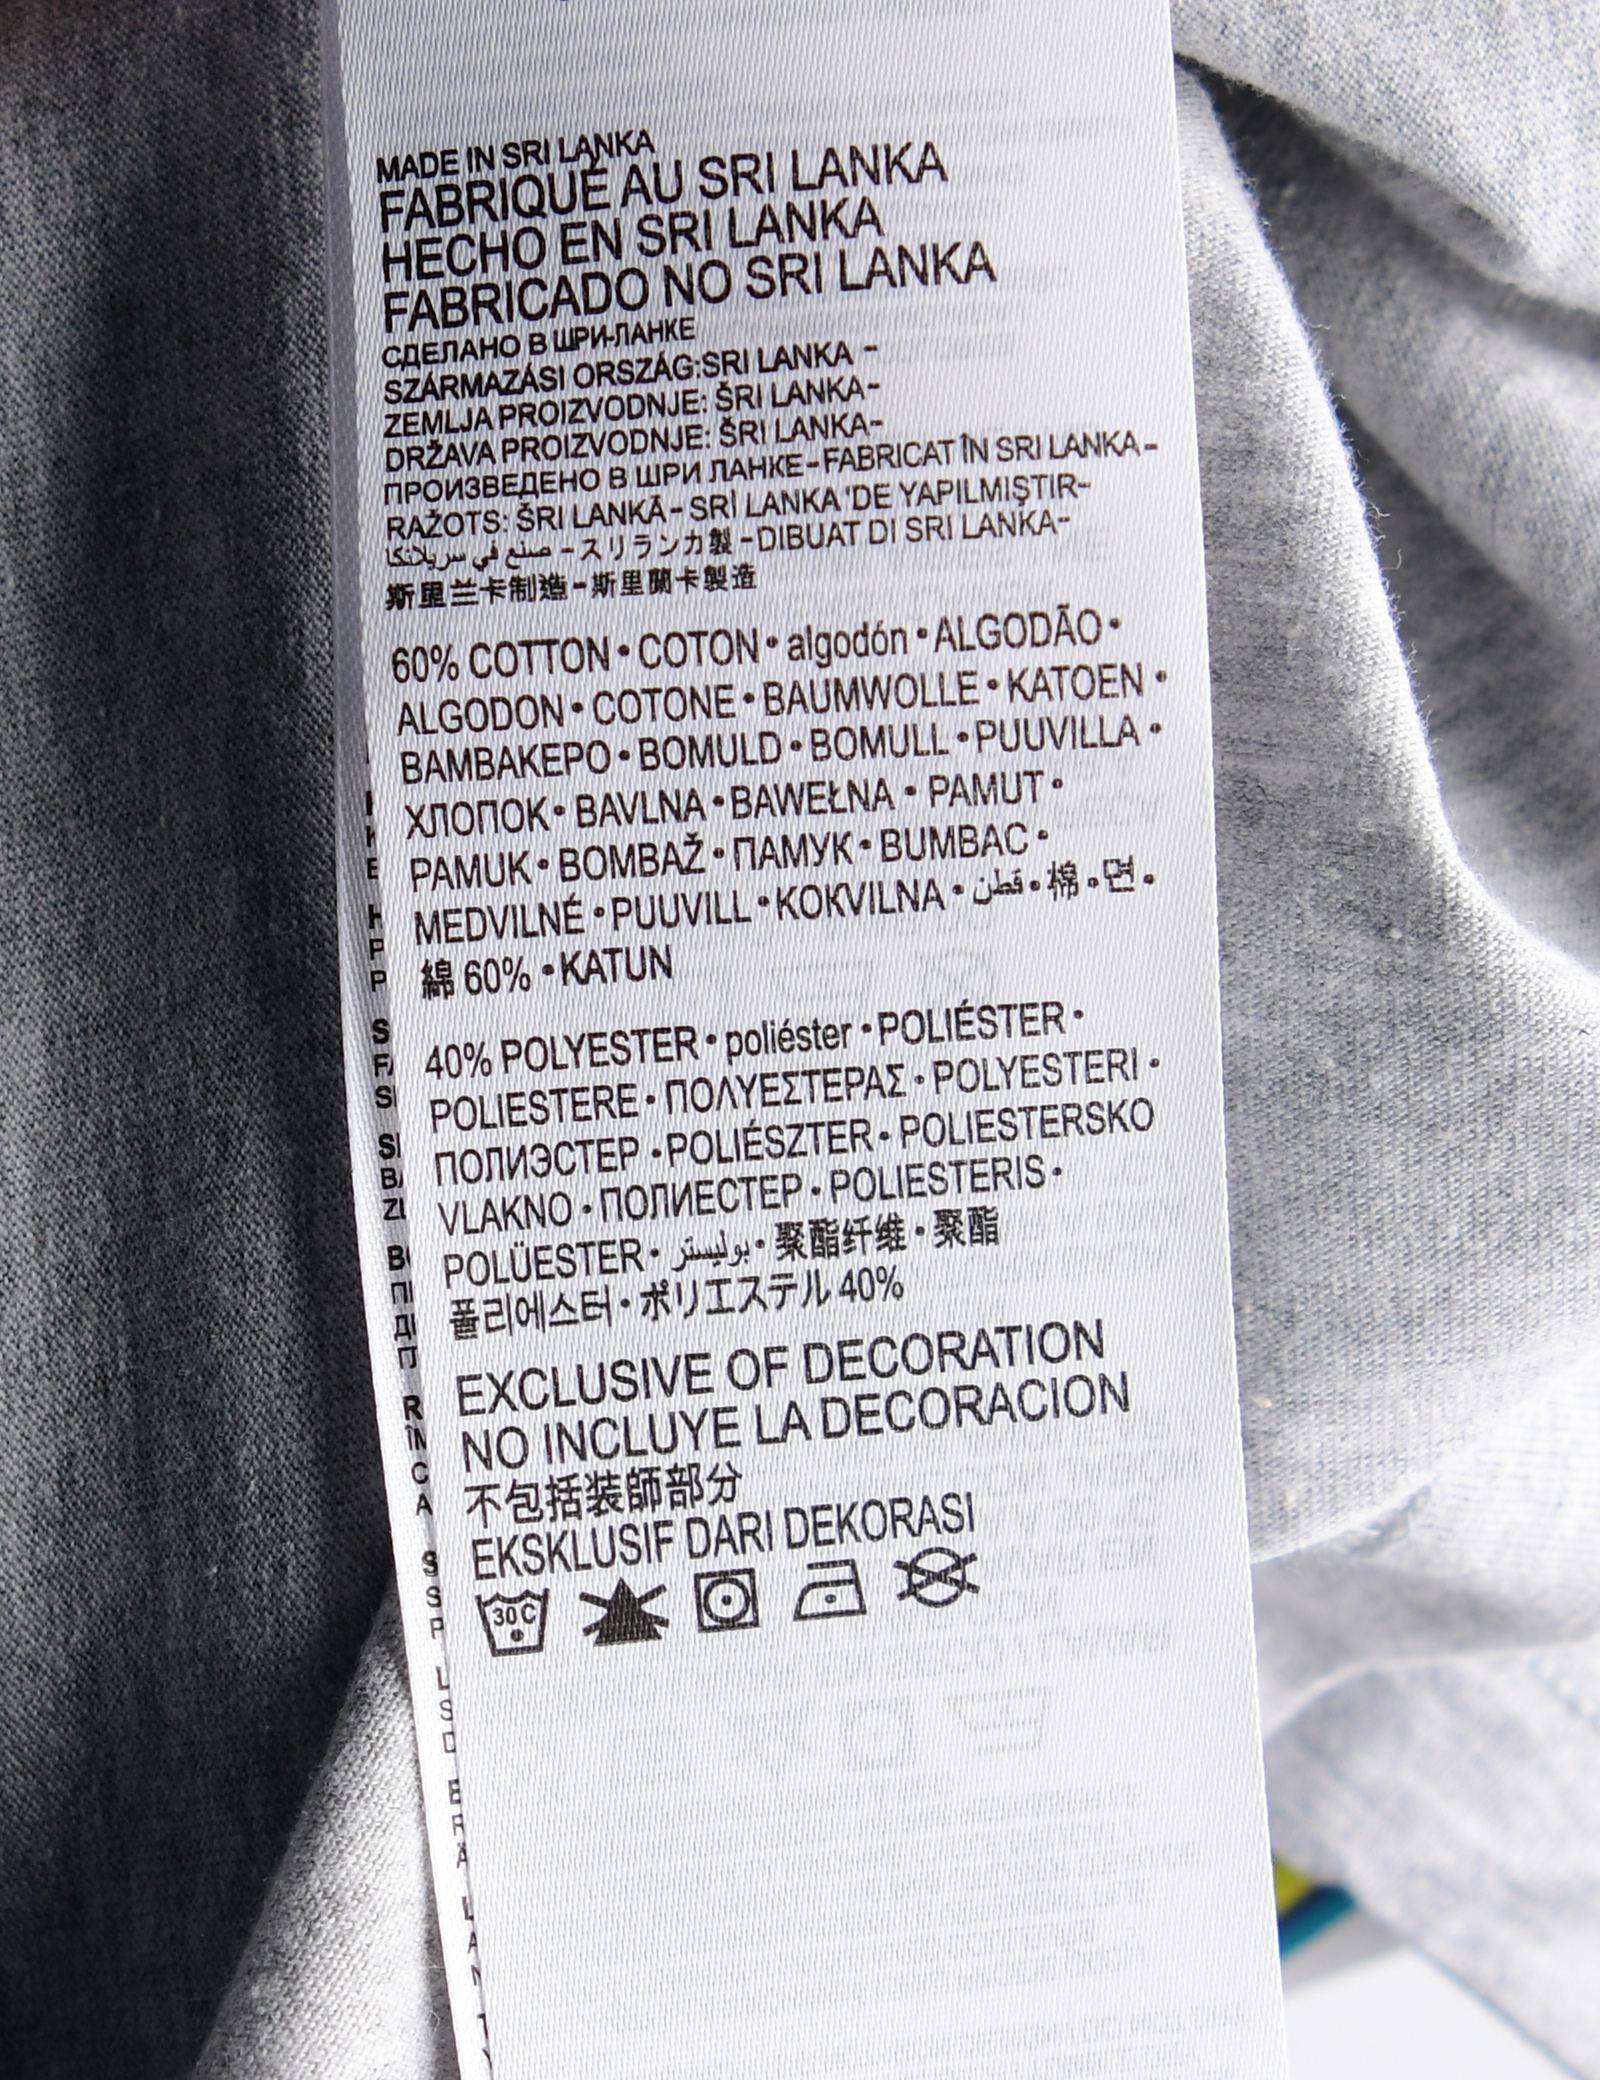 MADE IN SRI LANKA
FABRIQUÉ AU SRI LANKA
HECHO EN SRI LANKA
FABRICADO NO SRI LANKA
СДЕЛАНО В ШРИ-ЛАНКЕ
SZÁRMAZÁSI ORSZÁG:SRI LANKA -
ZEMLJA PROIZVODNJE: ŠRI LANKA-
DRŽAVA PROIZVODNJE: ŠRI LANKA-
ПРОИЗВЕДЕНО В ШРИ ЛАНКЕ-FABRICAT ÎN SRI LANKA-
RAŽOTS: ŠRI LANKĀ-SRİ LANKA'DE YAPILMIŞTIR-
صنع في سريلانكا-スリランカ製-DIBUAT DI SRI LANKA-
斯里兰卡制造-斯里蘭卡製造
60% COTTON•COTON•algodón•ALGODÃO•
ALGODON•COTONE•BAUMWOLLE•KATOEN•
ΒΑΜΒΑΚΕΡΟ•BOMULD•BOMULL•PUUVILLA•
ХЛОПОК•BAVLNA•BAWEŁNA•PAMUT•
PAMUK•BOMBAŽ•ПАМУК•BUMBAC•
MEDVILNÉ•PUUVILL•KOKVILNA•قطن•棉•면•
綿 60%•KATUN
40% POLYESTER•poliéster•POLIÉSTER•
POLIESTERE•ΠΟΛΥΕΣΤΕΡΑΣ•POLYESTERI•
ПОЛИЭСТЕР•POLIÉSZTER•POLIESTERSKO
VLAKNO•ПОЛИЕСТЕР•POLIESTERIS•
POLÜESTER•بوليستر•聚酯纤维•聚酯
폴리에스터•ポリエステル 40%
EXCLUSIVE OF DECORATION
NO INCLUYE LA DECORACION
不包括装師部分
EKSKLUSIF DARI DEKORASI
30C